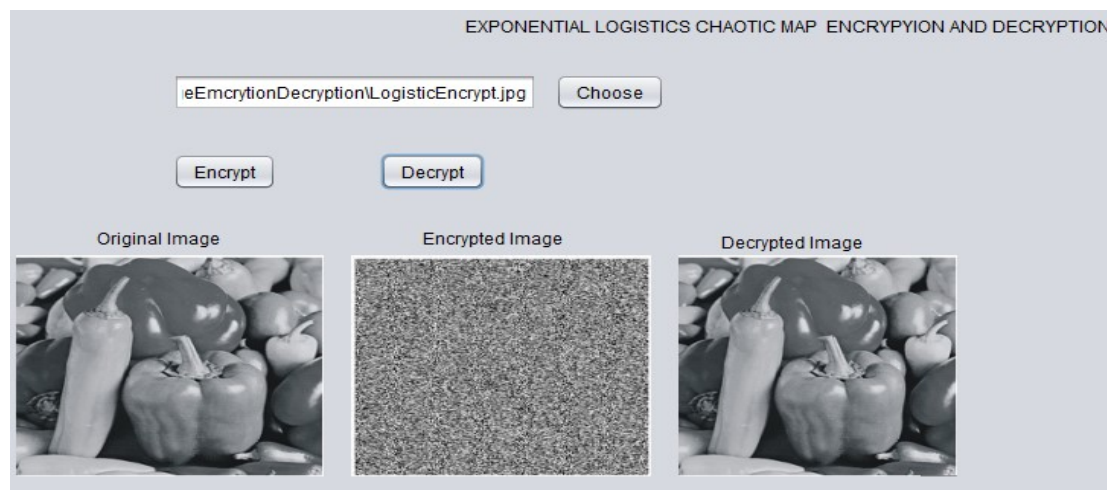 EXPONENTIAL LOGISTICS CHAOTIC MAP ENCRYPYION AND DECRYPTION
eEmcrytionDecryption\LogisticEncrypt.jpg
Choose
Encrypt
Decrypt
Original Image
Encrypted Image
Decrypted Image